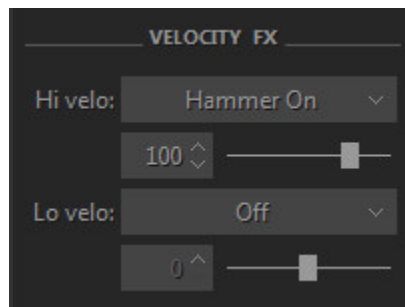 VELOCITY FX
Hi velo: Hammer On
100
Lo velo: Off
0